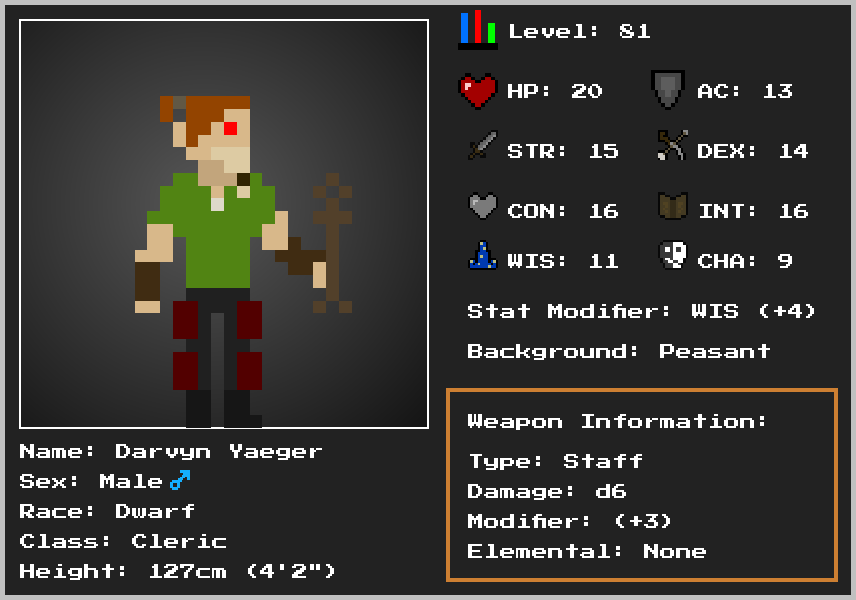 Level: 81
HP: 20 AC: 13
STR: 15 DEX: 14
CON: 16 INT: 16
WIS: 11 CHA: 9
Stat Modifier: WIS (+4)
Background: Peasant
Weapon Information:
Type: Staff
Damage: d6
Modifier: (+3)
Elemental: None
Name: Darvyn Yaeger
Sex: Male♂
Race: Dwarf
Class: Cleric
Height: 127cm (4'2")